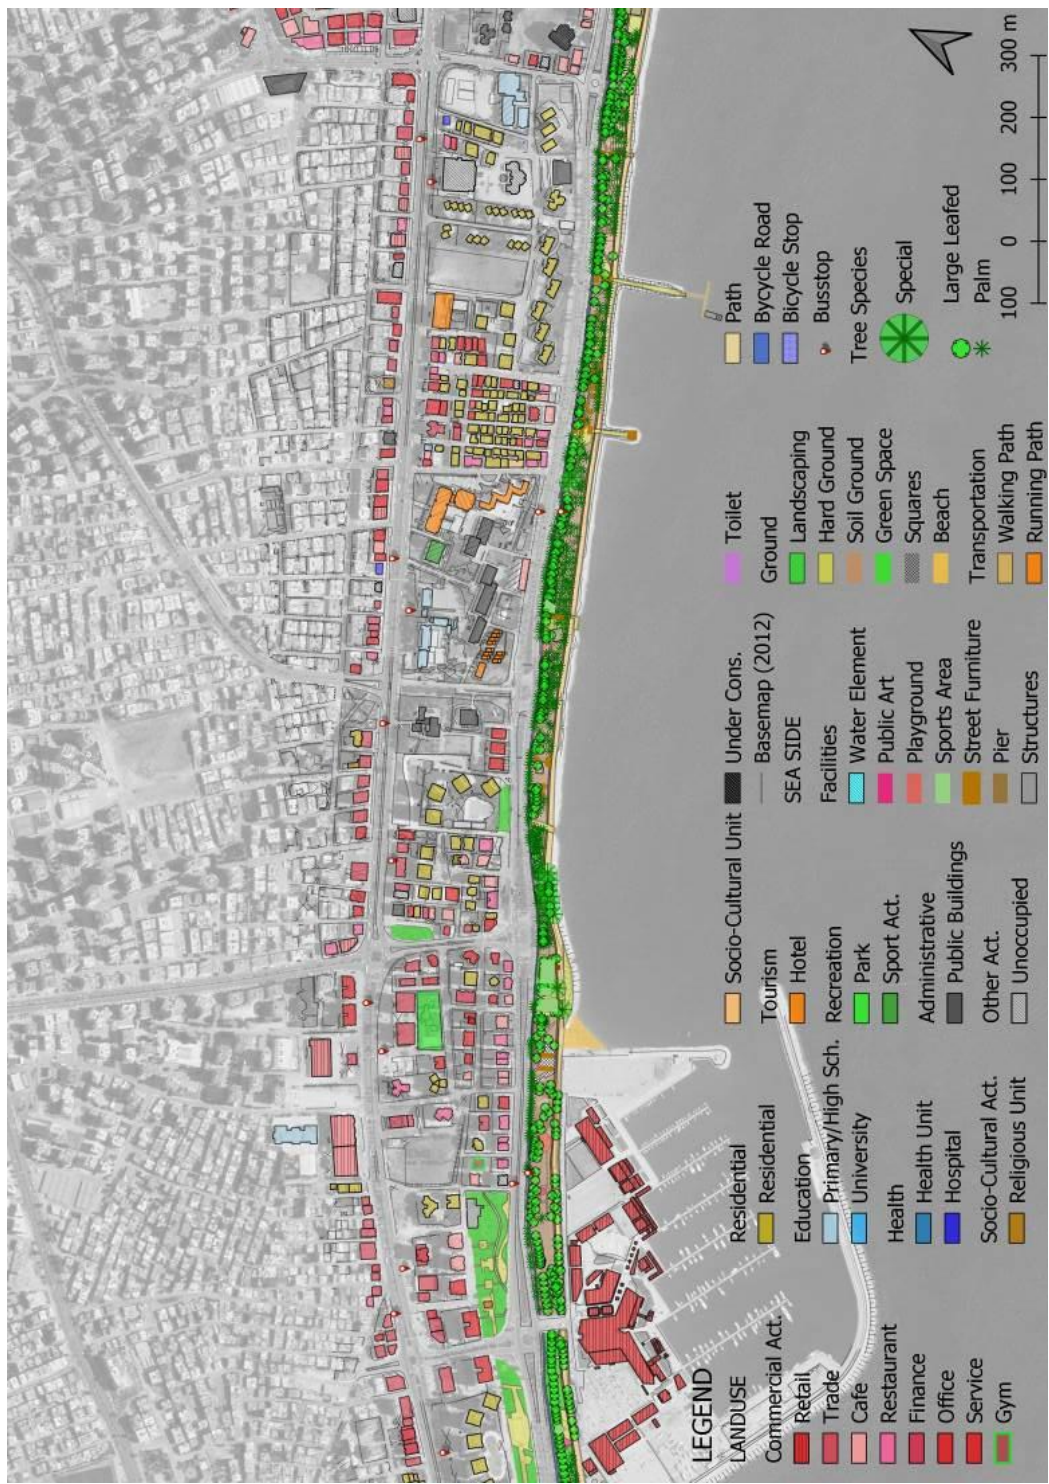 LEGEND
LANDUSE
Commercial Act.
Retail
Trade
Cafe
Restaurant
Finance
Office
Service
Gym
Residential
Residential
Education
Primary/High Sch.
University
Health
Health Unit
Hospital
Socio-Cultural Act.
Religious Unit
Socio-Cultural Unit
Tourism
Hotel
Recreation
Park
Sport Act.
Administrative
Public Buildings
Other Act.
Unoccupied
Under Cons.
Basemap (2012)
SEA SIDE
Facilities
Water Element
Public Art
Playground
Sports Area
Street Furniture
Pier
Structures
Toilet
Ground
Landscaping
Hard Ground
Soil Ground
Green Space
Squares
Beach
Transportation
Walking Path
Running Path
Path
Bycycle Road
Bicycle Stop
Busstop
Tree Species
Special
Large Leafed
Palm
100 0 100 200 300 m